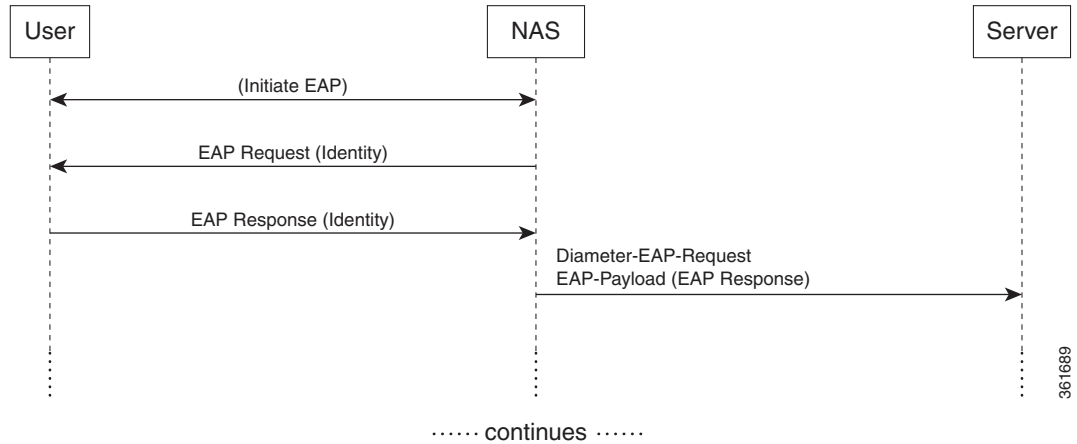 User
NAS
Server
(Initiate EAP)
EAP Request (Identity)
EAP Response (Identity)
Diameter-EAP-Request
EAP-Payload (EAP Response)
361689
...... continues ......